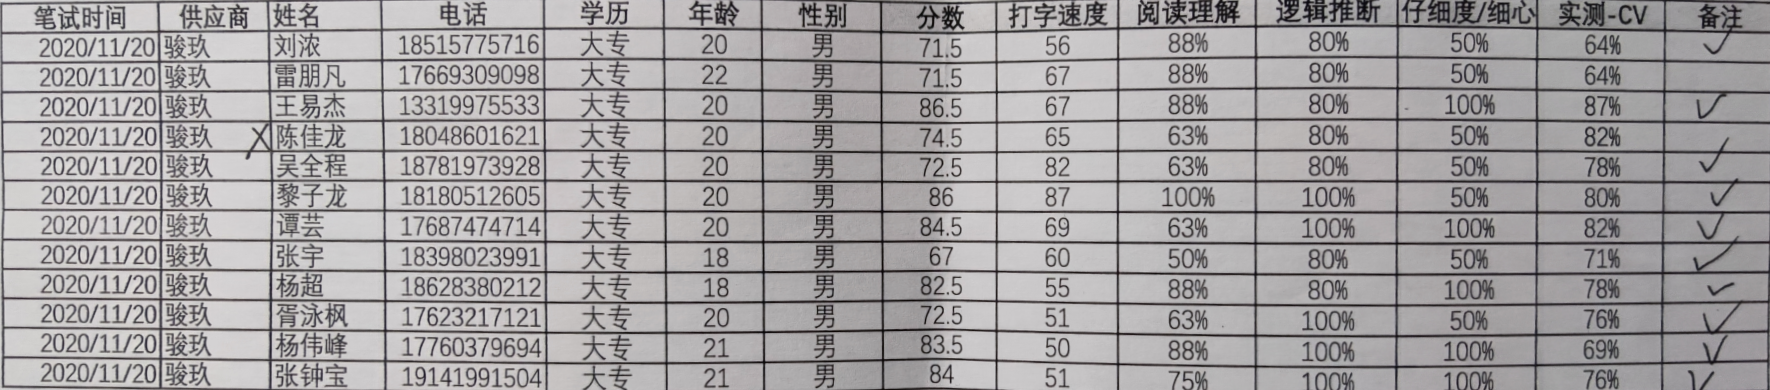 笔试时间 供应商 姓名 电话 学历 年龄 性别 分数 打字速度 阅读理解 逻辑推断 仔细度/细心 实测-CV 备注
2020/11/20 骏玖 刘浓 18515775716 大专 20 男 71.5 56 88% 80% 50% 64% ✓
2020/11/20 骏玖 雷朋凡 17669309098 大专 22 男 71.5 67 88% 80% 50% 64%
2020/11/20 骏玖 王易杰 13319975533 大专 20 男 86.5 67 88% 80% 100% 87% ✓
2020/11/20 骏玖 X 陈佳龙 18048601621 大专 20 男 74.5 65 63% 80% 50% 82%
2020/11/20 骏玖 吴全程 18781973928 大专 20 男 72.5 82 63% 80% 50% 78% ✓
2020/11/20 骏玖 黎子龙 18180512605 大专 20 男 86 87 100% 100% 50% 80% ✓
2020/11/20 骏玖 谭芸 17687474714 大专 20 男 84.5 69 63% 100% 100% 82% ✓
2020/11/20 骏玖 张宇 18398023991 大专 18 男 67 60 50% 80% 50% 71% ✓
2020/11/20 骏玖 杨超 18628380212 大专 18 男 82.5 55 88% 80% 100% 78% ✓
2020/11/20 骏玖 胥泳枫 17623217121 大专 20 男 72.5 51 63% 100% 50% 76% ✓
2020/11/20 骏玖 杨伟峰 17760379694 大专 21 男 83.5 50 88% 100% 100% 69% ✓
2020/11/20 骏玖 张钟宝 19141991504 大专 21 男 84 51 75% 100% 100% 76% ✓